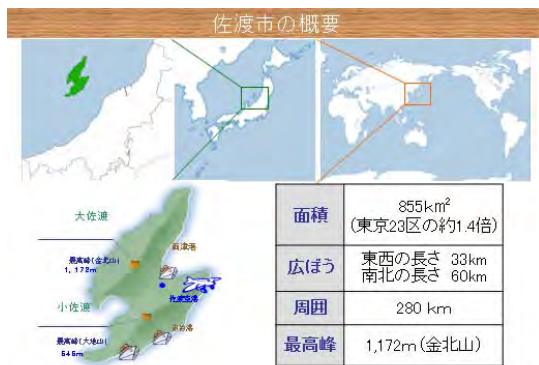 佐渡市の概要
大佐渡
両津港
最高峰(金北山)
1,172m
佐渡空港
小佐渡
最高峰(大地山)
645m
面積
855km²
(東京23区の約1.4倍)
広ぼう
東西の長さ 33km
南北の長さ 60km
周囲
280 km
最高峰
1,172m(金北山)